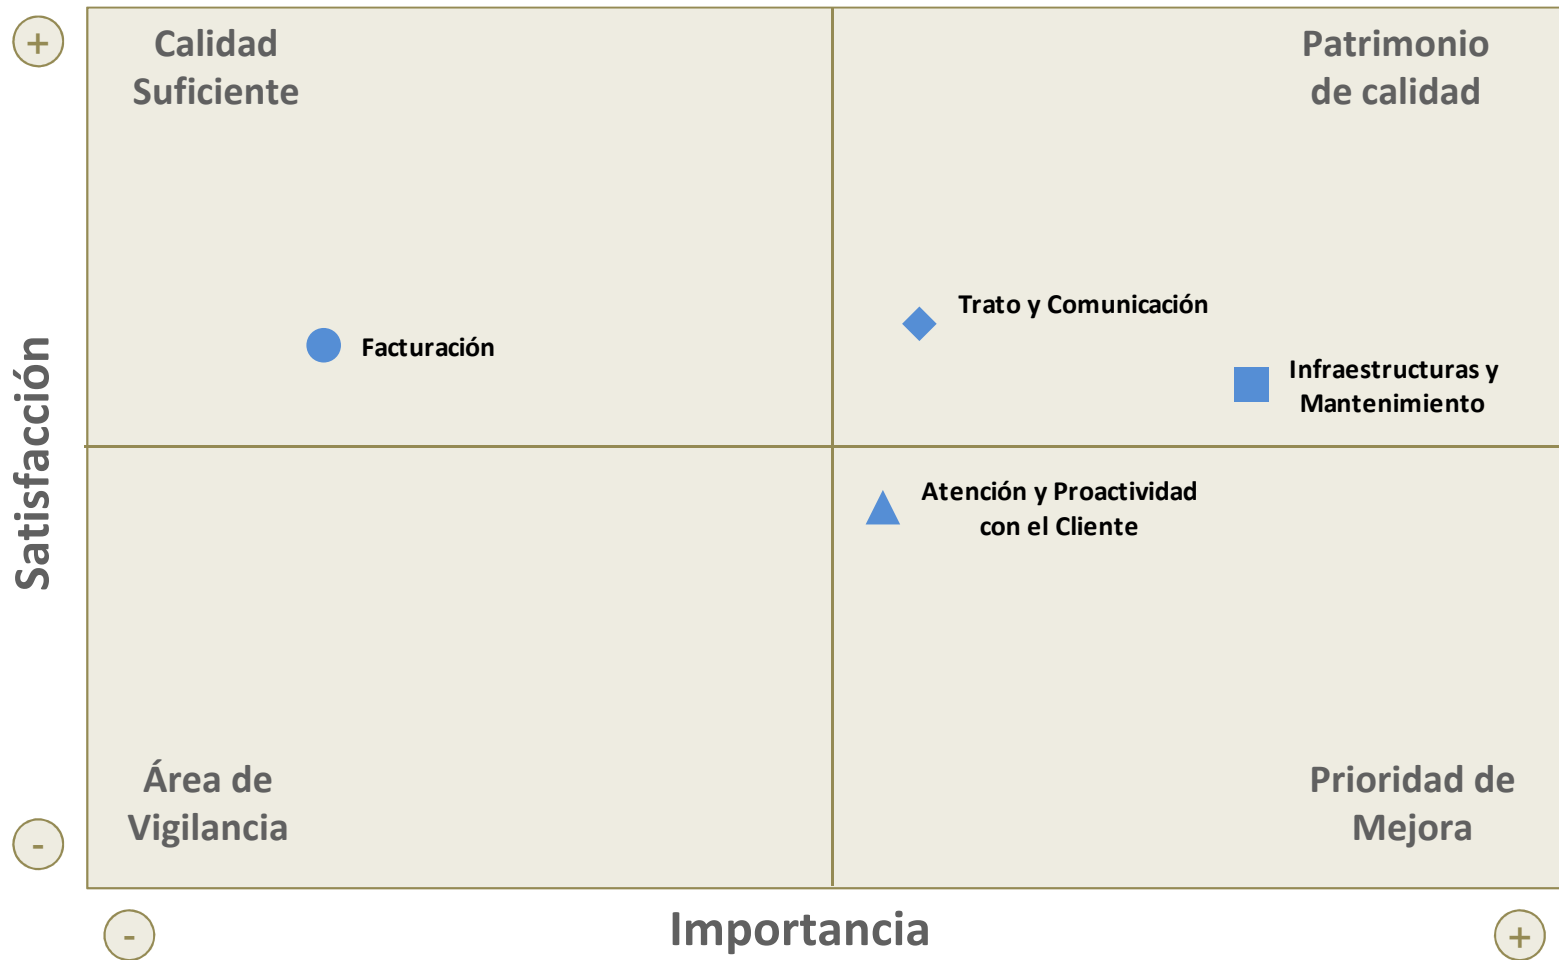 +
Calidad
Suficiente
Patrimonio
de calidad
Trato y Comunicación
Facturación
Infraestructuras y
Mantenimiento
Satisfacción
Atención y Proactividad
con el Cliente
Área de
Vigilancia
Prioridad de
Mejora
-
-
Importancia
+